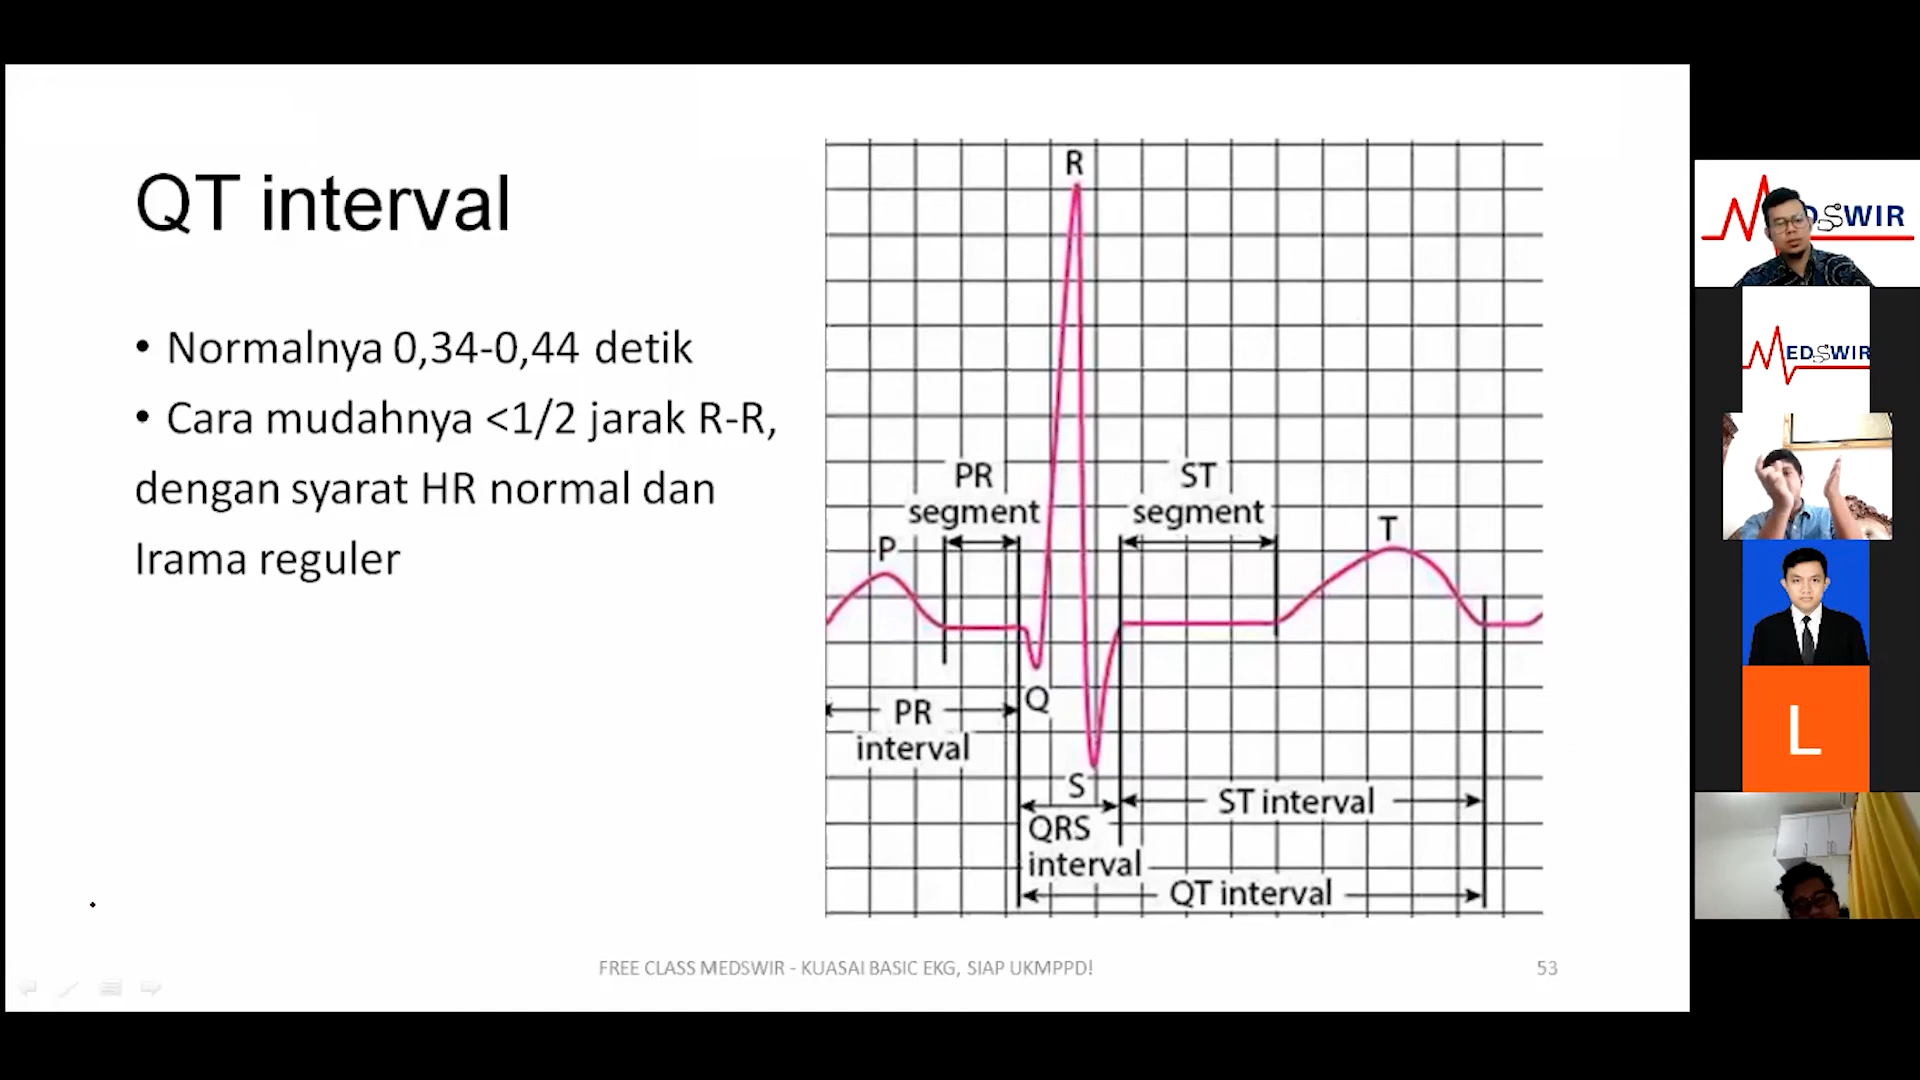 QT interval
• Normalnya 0,34-0,44 detik
• Cara mudahnya <1/2 jarak R-R,
dengan syarat HR normal dan
Irama reguler
R
PR
segment
ST
segment
P
T
Q
PR
interval
S
QRS
interval
ST interval
QT interval
FREE CLASS MEDSWIR - KUASAI BASIC EKG, SIAP UKMPPD!
53
SWIR
MEDSWIR
L